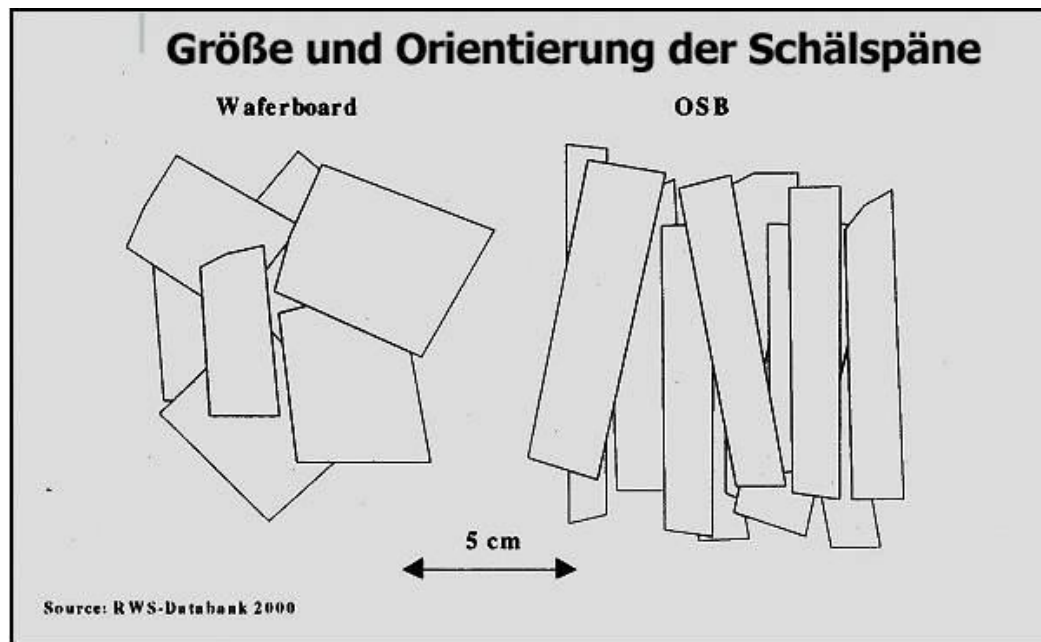 Größe und Orientierung der Schälspäne
Waferboard
OSB
5 cm
Source: RWS-Databank 2000